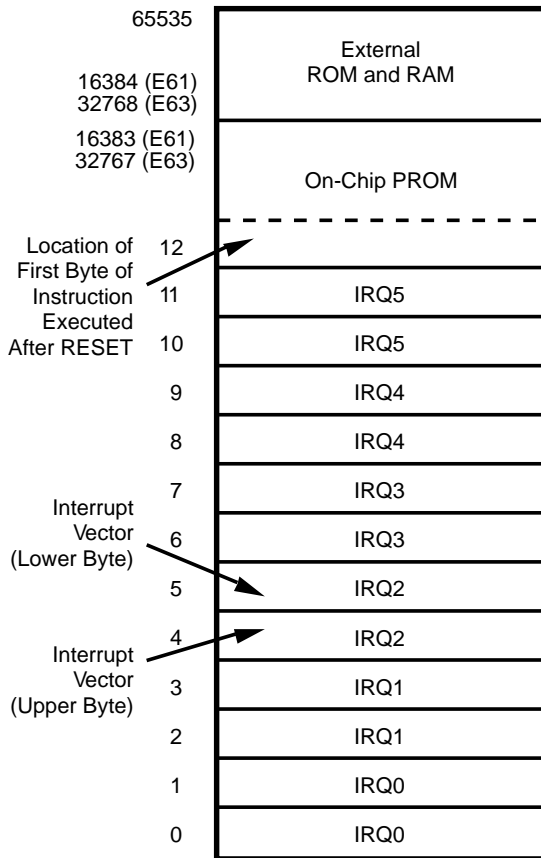 65535
External
ROM and RAM
16384 (E61)
32768 (E63)
16383 (E61)
32767 (E63)
On-Chip PROM
Location of
First Byte of
Instruction
Executed
After RESET
12
11
IRQ5
10
IRQ5
9
IRQ4
8
IRQ4
Interrupt
Vector
(Lower Byte)
7
IRQ3
6
IRQ3
5
IRQ2
4
IRQ2
Interrupt
Vector
(Upper Byte)
3
IRQ1
2
IRQ1
1
IRQ0
0
IRQ0